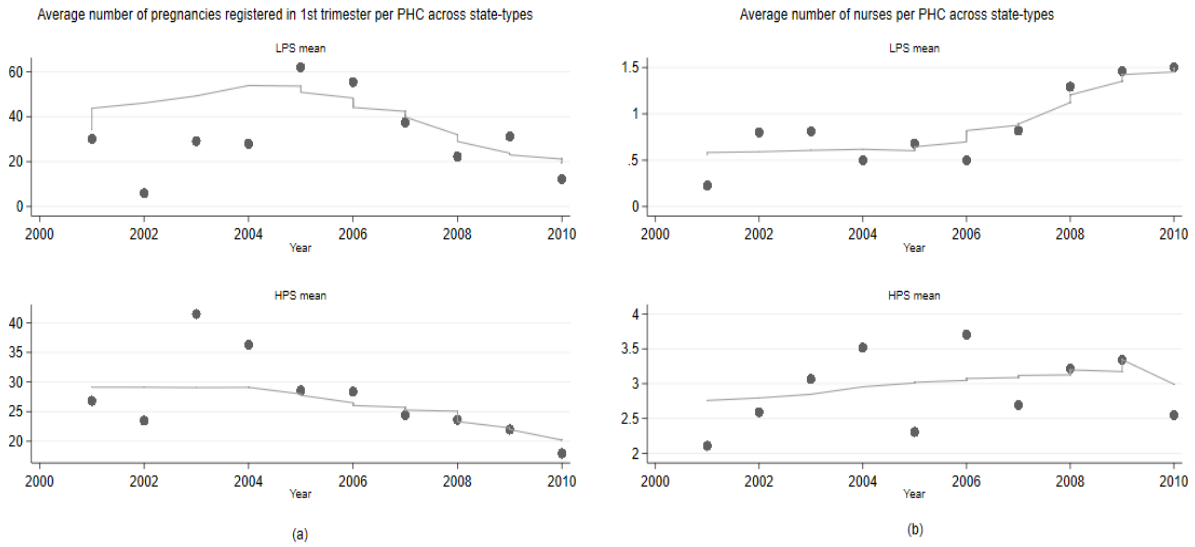 Average number of pregnancies registered in 1st trimester per PHC across state-types
LPS mean
60
40
20
0
2000 2002 2004 2006 2008 2010
Year
HPS mean
40
35
30
25
20
2000 2002 2004 2006 2008 2010
Year
(a)
Average number of nurses per PHC across state-types
LPS mean
1.5
1
.5
0
2000 2002 2004 2006 2008 2010
Year
HPS mean
4
3.5
3
2.5
2
2000 2002 2004 2006 2008 2010
Year
(b)